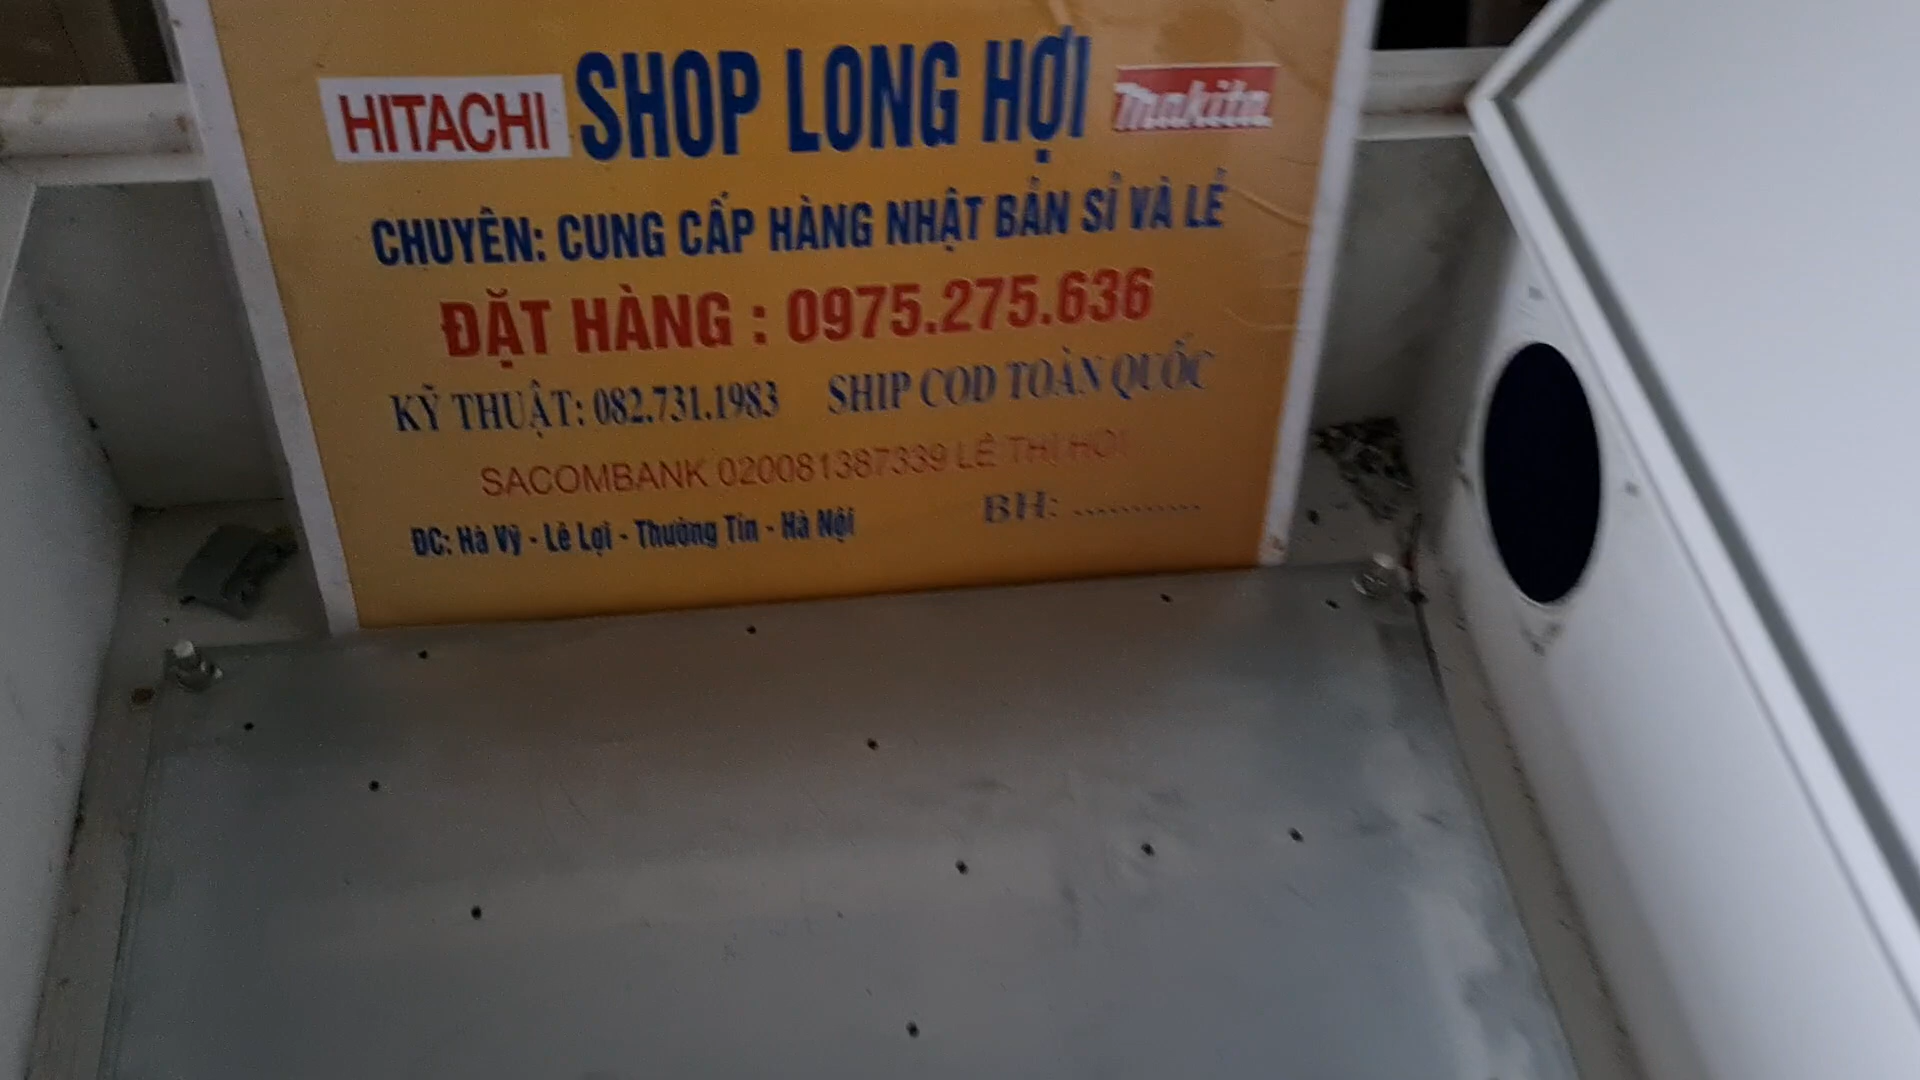 HITACHI SHOP LONG HỢI makita
CHUYÊN: CUNG CẤP HÀNG NHẬT BẢN SỈ VÀ LẺ
ĐẶT HÀNG : 0975.275.636
KỸ THUẬT: 082.731.1983 SHIP COD TOÀN QUỐC
SACOMBANK 020081387339 LÊ THỊ HỢI
ĐC: Hà Vỹ - Lê Lợi - Thường Tín - Hà Nội BH: ............